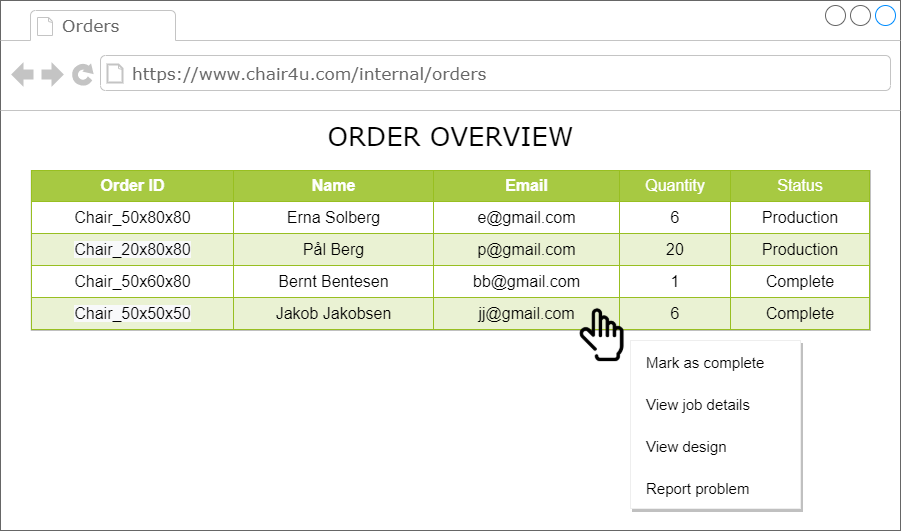 Orders
https://www.chair4u.com/internal/orders
ORDER OVERVIEW
Order ID Name Email Quantity Status
Chair_50x80x80 Erna Solberg e@gmail.com 6 Production
Chair_20x80x80 Pål Berg p@gmail.com 20 Production
Chair_50x60x80 Bernt Bentesen bb@gmail.com 1 Complete
Chair_50x50x50 Jakob Jakobsen jj@gmail.com 6 Complete
Mark as complete
View job details
View design
Report problem